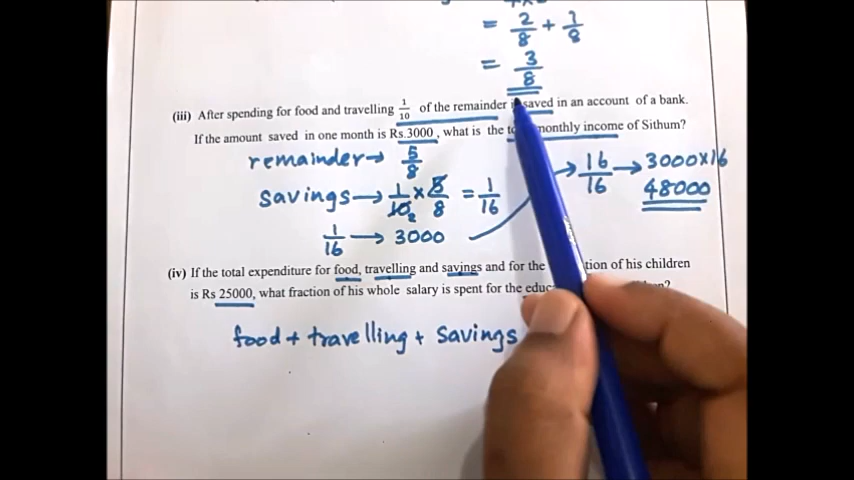 = 2/8 + 1/8
= 3/8
(iii) After spending for food and travelling 1/10 of the remainder is saved in an account of a bank.
If the amount saved in one month is Rs.3000, what is the monthly income of Sithum?
remainder → 5/8
savings → 1/10 2 × 5/8 = 1/16
1/16 → 3000 → 16/16 → 3000×16
48000
(iv) If the total expenditure for food, travelling and savings and for the of his children
is Rs 25000, what fraction of his whole salary is spent for the
food + travelling + savings